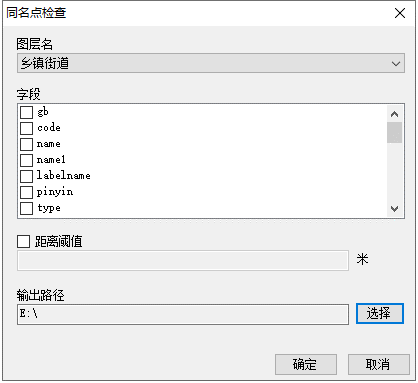 同名点检查
图层名
乡镇街道
字段
gb
code
name
name1
labelname
pinyin
type
距离阈值
米
输出路径
E:\
选择
确定
取消